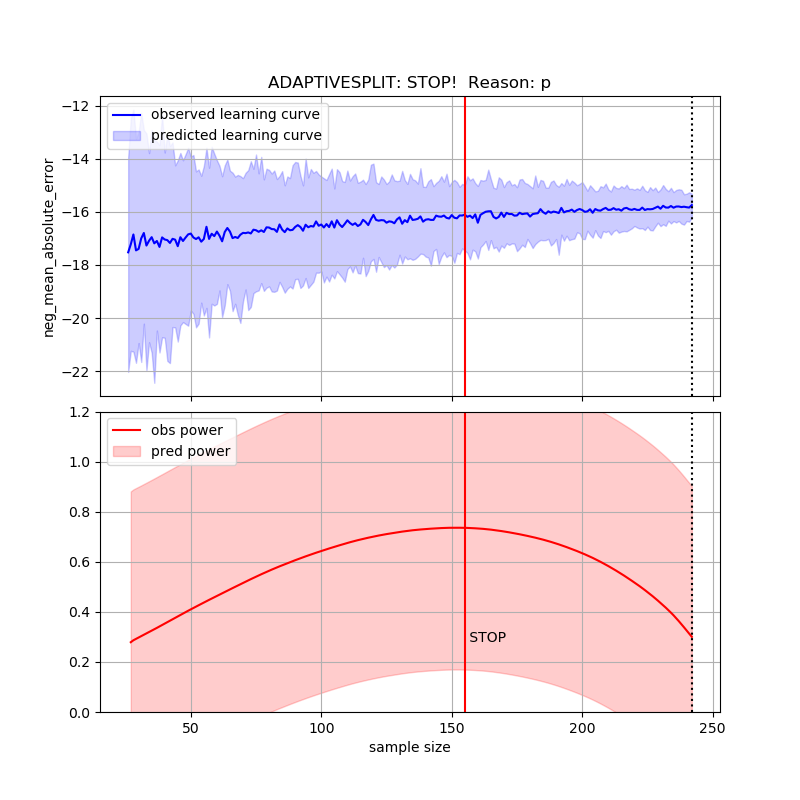 ADAPTIVESPLIT: STOP!  Reason: p
observed learning curve
predicted learning curve
neg_mean_absolute_error
−12
−14
−16
−18
−20
−22
obs power
pred power
1.2
1.0
0.8
0.6
0.4
0.2
0.0
STOP
50
100
150
200
250
sample size